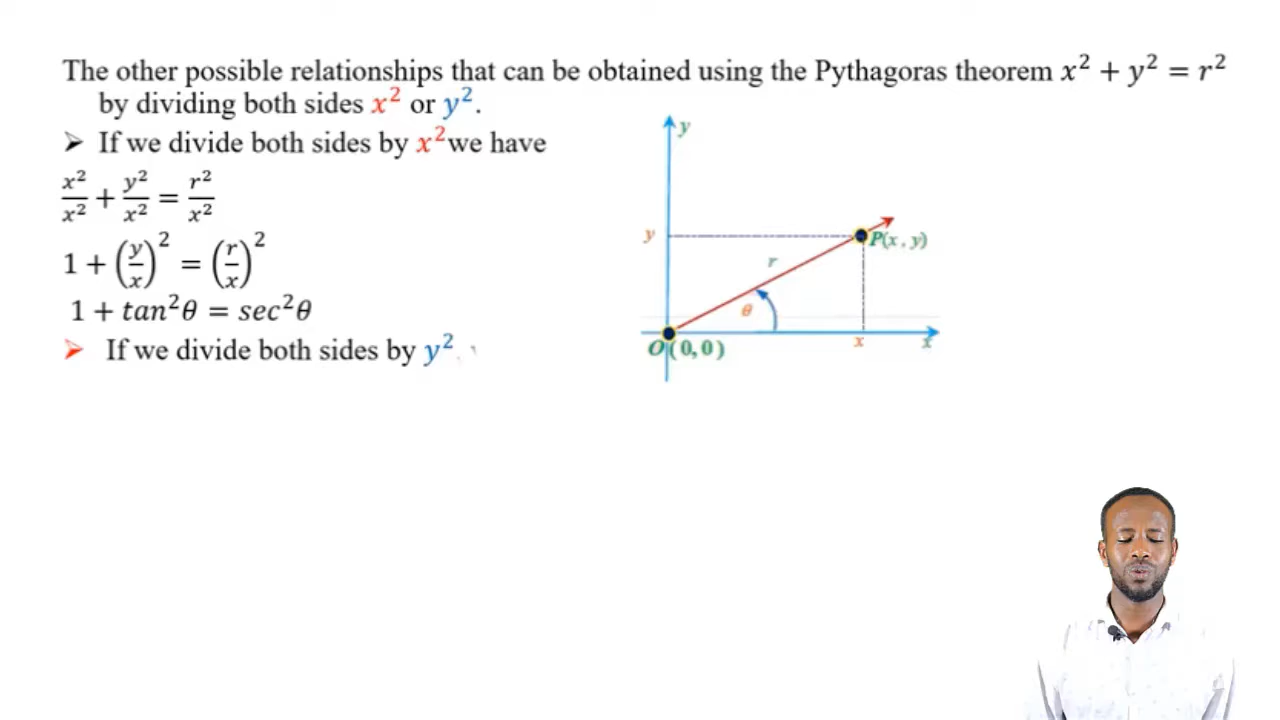 The other possible relationships that can be obtained using the Pythagoras theorem x² + y² = r²
by dividing both sides x² or y².
➢ If we divide both sides by x² we have
x²/x² + y²/x² = r²/x²
1 + (y/x)² = (r/x)²
1 + tan²θ = sec²θ
➢ If we divide both sides by y²
y
y
P(x , y)
r
θ
x
x
O(0,0)